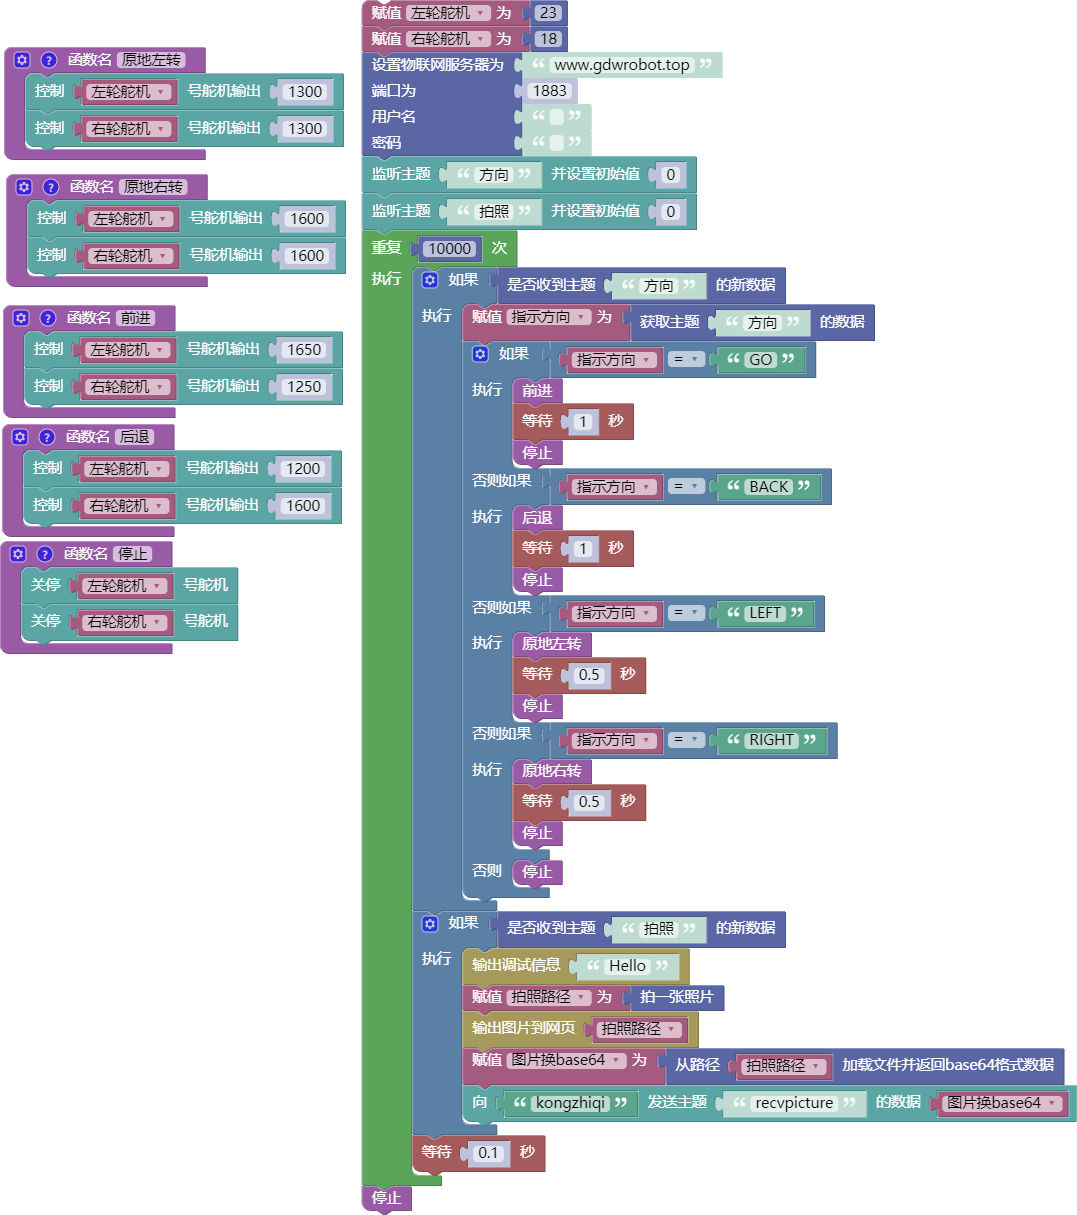 函数名 原地左转
控制 左轮舵机 号舵机输出 1300
控制 右轮舵机 号舵机输出 1300
函数名 原地右转
控制 左轮舵机 号舵机输出 1600
控制 右轮舵机 号舵机输出 1600
函数名 前进
控制 左轮舵机 号舵机输出 1650
控制 右轮舵机 号舵机输出 1250
函数名 后退
控制 左轮舵机 号舵机输出 1200
控制 右轮舵机 号舵机输出 1600
函数名 停止
关停 左轮舵机 号舵机
关停 右轮舵机 号舵机
赋值 左轮舵机 为 23
赋值 右轮舵机 为 18
设置物联网服务器为 “ www.gdwrobot.top ”
端口为 1883
用户名 “ ”
密码 “ ”
监听主题 “ 方向 ” 并设置初始值 0
监听主题 “ 拍照 ” 并设置初始值 0
重复 10000 次
执行 如果 是否收到主题 “ 方向 ” 的新数据
执行 赋值 指示方向 为 获取主题 “ 方向 ” 的数据
如果 指示方向 = “ GO ”
执行 前进
等待 1 秒
停止
否则如果 指示方向 = “ BACK ”
执行 后退
等待 1 秒
停止
否则如果 指示方向 = “ LEFT ”
执行 原地左转
等待 0.5 秒
停止
否则如果 指示方向 = “ RIGHT ”
执行 原地右转
等待 0.5 秒
停止
否则 停止
如果 是否收到主题 “ 拍照 ” 的新数据
执行 输出调试信息 “ Hello ”
赋值 拍照路径 为 拍一张照片
输出图片到网页 拍照路径
赋值 图片换base64 为 从路径 拍照路径 加载文件并返回base64格式数据
向 “ kongzhiqi ” 发送主题 “ recvpicture ” 的数据 图片换base64
等待 0.1 秒
停止